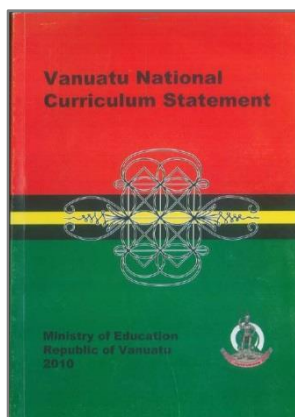 Vanuatu National
Curriculum Statement
Ministry of Education
Republic of Vanuatu
2010